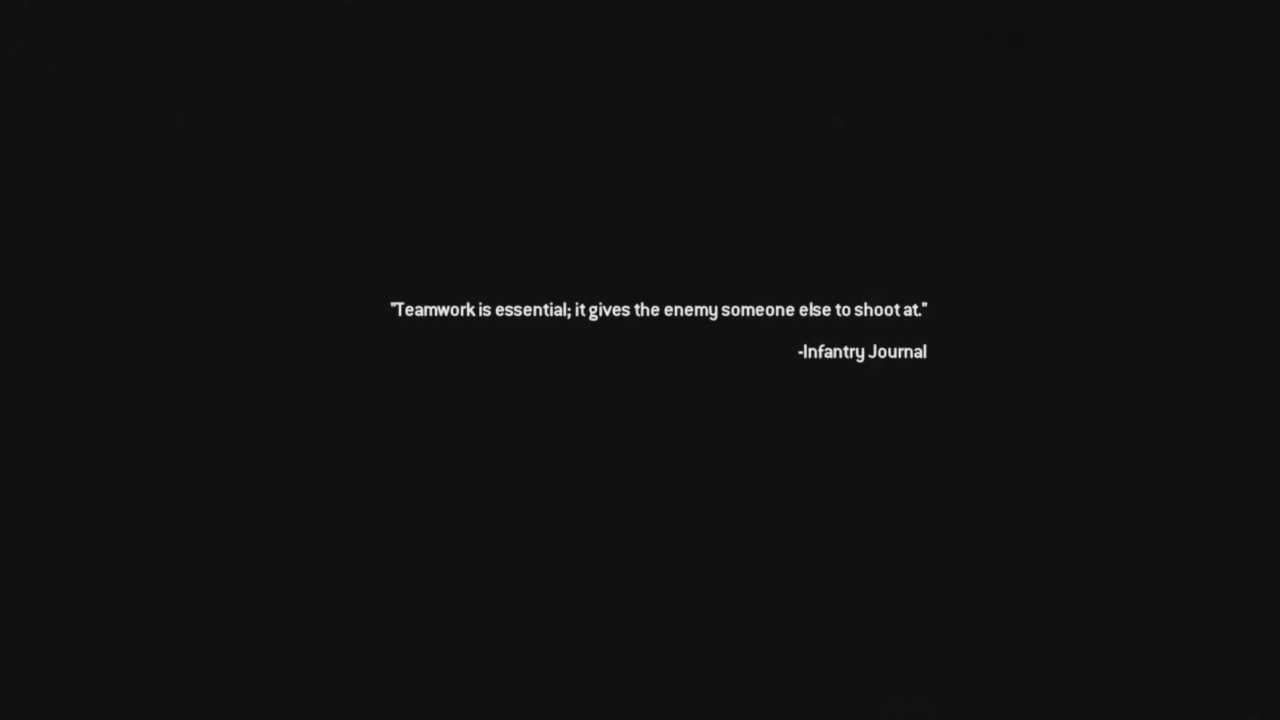 "Teamwork is essential; it gives the enemy someone else to shoot at."
-Infantry Journal